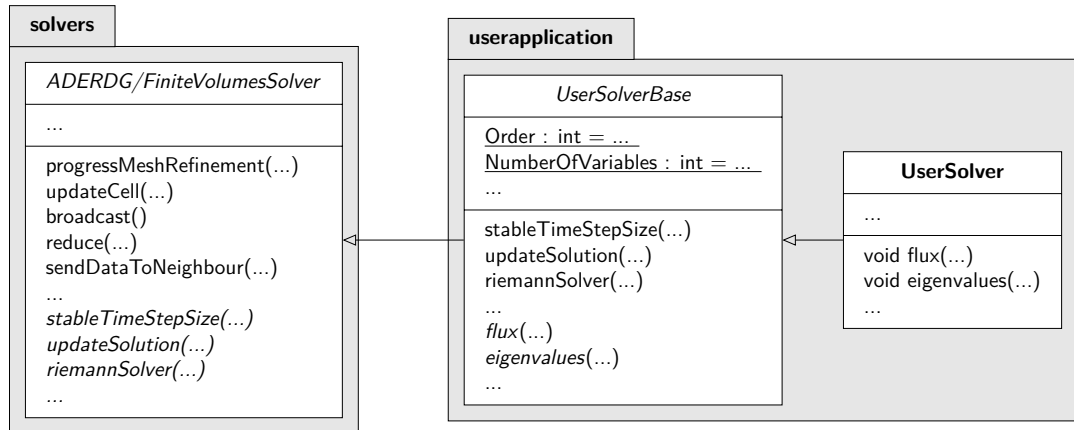 solvers
ADERDG/FiniteVolumesSolver
...
progressMeshRefinement(...)
updateCell(...)
broadcast()
reduce(...)
sendDataToNeighbour(...)
...
stableTimeStepSize(...)
updateSolution(...)
riemannSolver(...)
...
userapplication
UserSolverBase
Order : int = ...
NumberOfVariables : int = ...
...
stableTimeStepSize(...)
updateSolution(...)
riemannSolver(...)
...
flux(...)
eigenvalues(...)
...
UserSolver
...
void flux(...)
void eigenvalues(...)
...